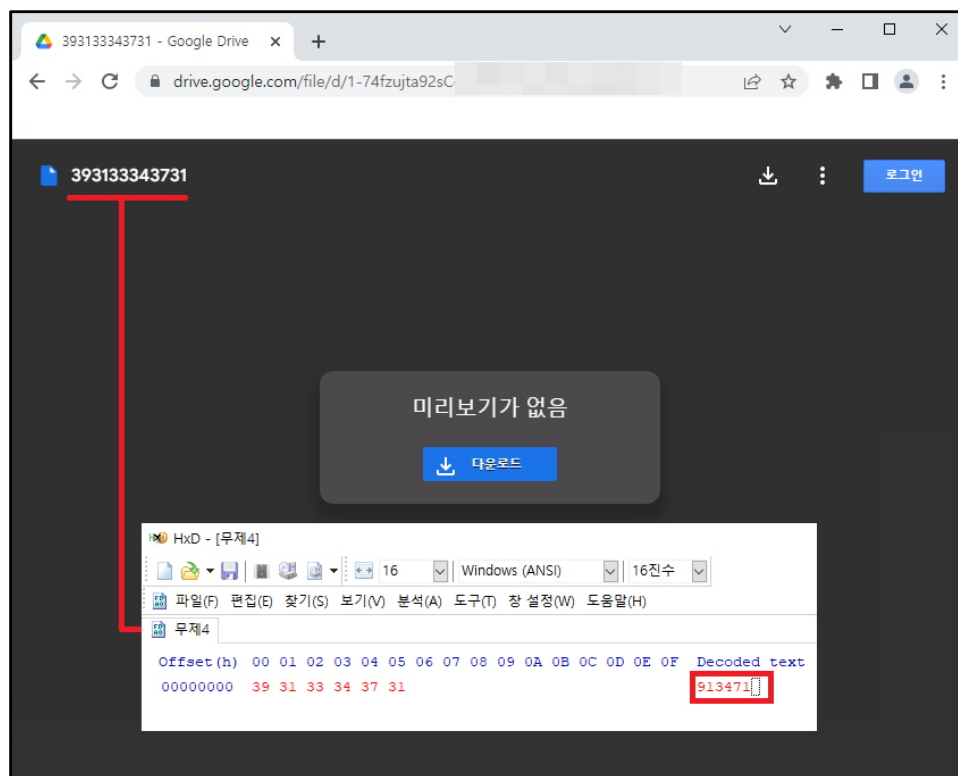 393133343731 - Google Drive
drive.google.com/file/d/1-74fzujta92sC
393133343731
로그인
미리보기가 없음
다운로드
HxD - [무제4]
16 Windows (ANSI) 16진수
파일(F) 편집(E) 찾기(S) 보기(V) 분석(A) 도구(T) 창 설정(W) 도움말(H)
무제4
Offset(h) 00 01 02 03 04 05 06 07 08 09 0A 0B 0C 0D 0E 0F Decoded text
00000000 39 31 33 34 37 31 913471